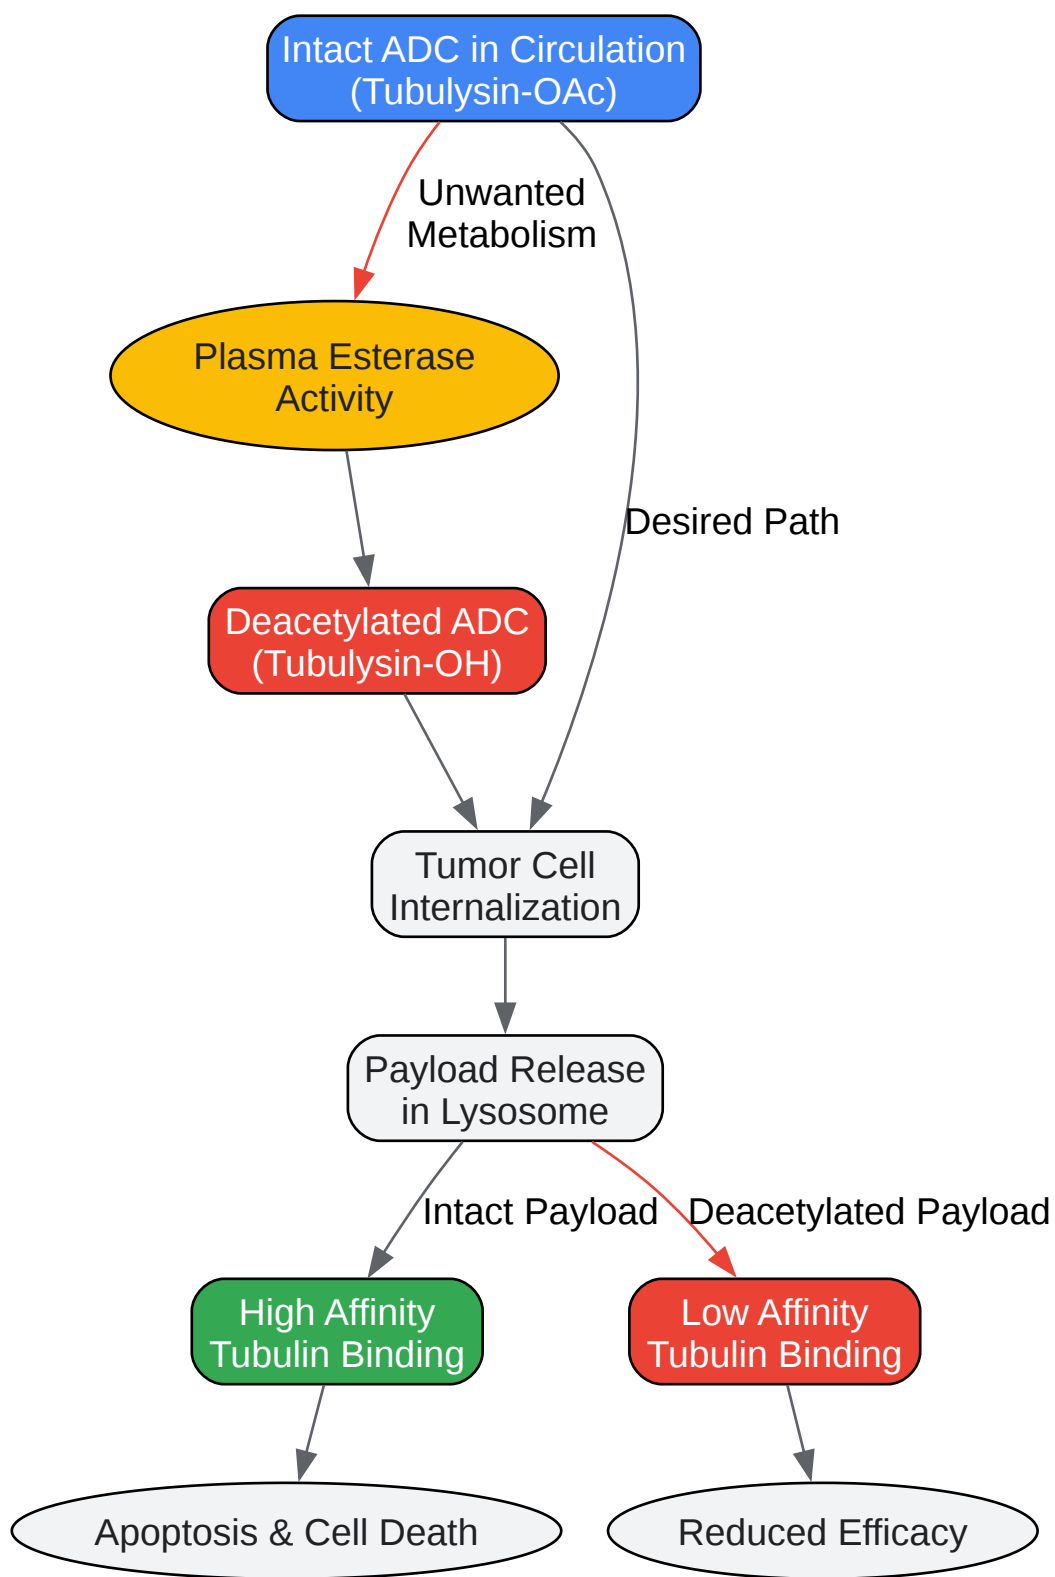 Intact ADC in Circulation
(Tubulysin-OAc)
Unwanted
Metabolism
Plasma Esterase
Activity
Desired Path
Deacetylated ADC
(Tubulysin-OH)
Tumor Cell
Internalization
Payload Release
in Lysosome
Intact Payload
Deacetylated Payload
High Affinity
Tubulin Binding
Low Affinity
Tubulin Binding
Apoptosis & Cell Death
Reduced Efficacy